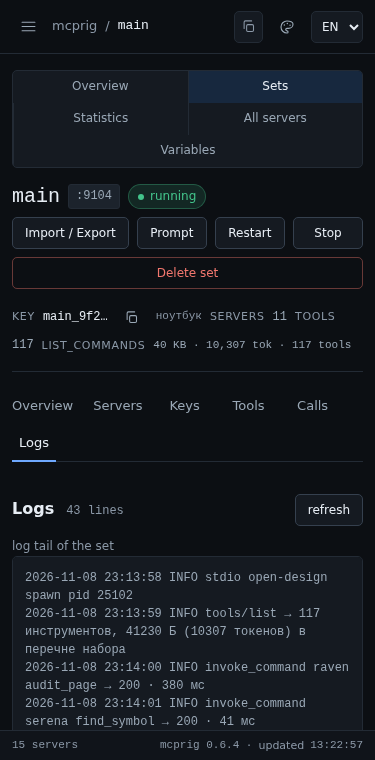 mcprig / main
EN
Overview
Sets
Statistics
All servers
Variables
main :9104 running
Import / Export
Prompt
Restart
Stop
Delete set
KEY main_9f2… ноутбук SERVERS 11 TOOLS
117 LIST_COMMANDS 40 KB · 10,307 tok · 117 tools
Overview Servers Keys Tools Calls
Logs
Logs 43 lines refresh
log tail of the set
2026-11-08 23:13:58 INFO stdio open-design
spawn pid 25102
2026-11-08 23:13:59 INFO tools/list → 117
инструментов, 41230 Б (10307 токенов) в
перечне набора
2026-11-08 23:14:00 INFO invoke_command raven
audit_page → 200 · 380 мс
2026-11-08 23:14:01 INFO invoke_command
serena find_symbol → 200 · 41 мс
15 servers mcprig 0.6.4 · updated 13:22:57